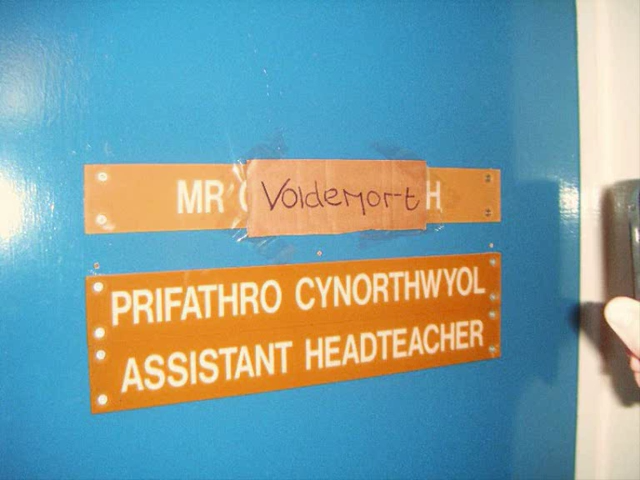 MR Voldemort H
PRIFATHRO CYNORTHWYOL
ASSISTANT HEADTEACHER